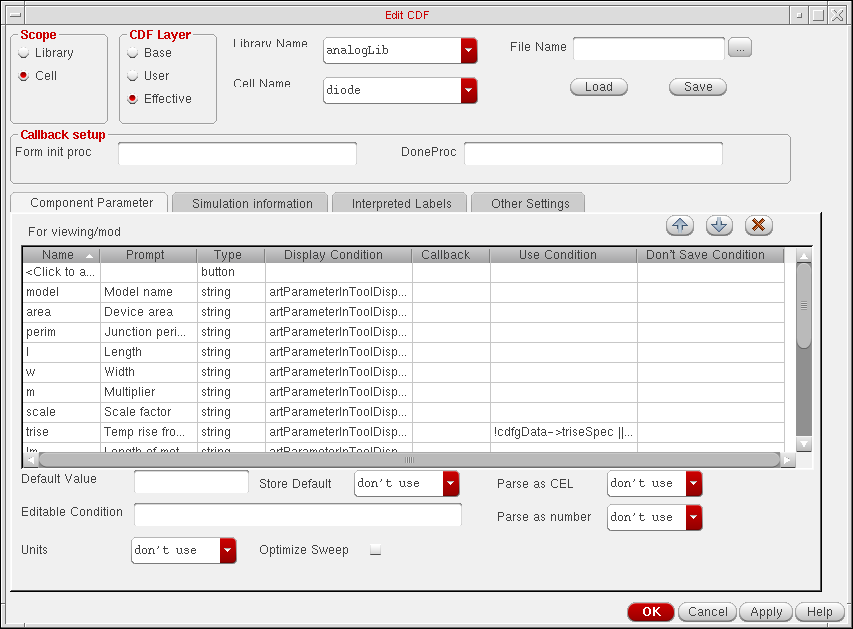 Edit CDF
Scope
Library
Cell
CDF Layer
Base
User
Effective
Library Name analogLib
Cell Name diode
File Name ...
Load Save
Callback setup
Form init proc DoneProc
Component Parameter Simulation information Interpreted Labels Other Settings
For viewing/mod
Name Prompt Type Display Condition Callback Use Condition Don't Save Condition
<Click to a... button
model Model name string artParameterInToolDisp...
area Device area string artParameterInToolDisp...
perim Junction peri... string artParameterInToolDisp...
l Length string artParameterInToolDisp...
w Width string artParameterInToolDisp...
m Multiplier string artParameterInToolDisp...
scale Scale factor string artParameterInToolDisp...
trise Temp rise fro... string artParameterInToolDisp... !cdfgData->triseSpec ||...
lm Length of met... string artParameterInToolDisp...
Default Value Store Default don't use Parse as CEL don't use
Editable Condition Parse as number don't use
Units don't use Optimize Sweep
OK Cancel Apply Help